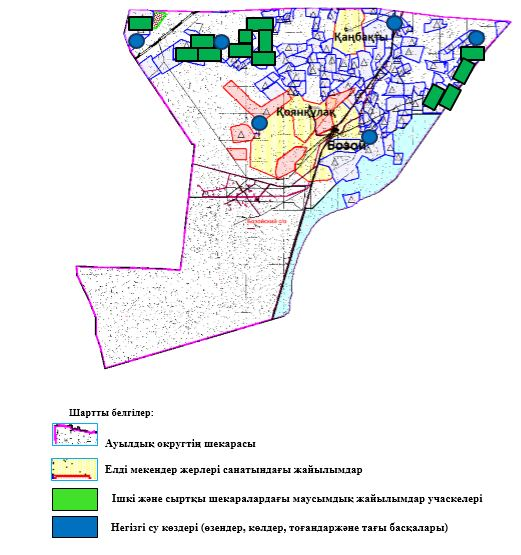 Қаңбақты
Қоянқұлақ
Бозой
Бозойский с/о
Шартты белгілер:
Ауылдық округтің шекарасы
Елді мекендер жерлері санатындағы жайылымдар
Ішкі және сыртқы шекаралардағы маусымдық жайылымдар учаскелері
Негізгі су көздері (өзендер, көлдер, тоғандаржәне тағы басқалары)